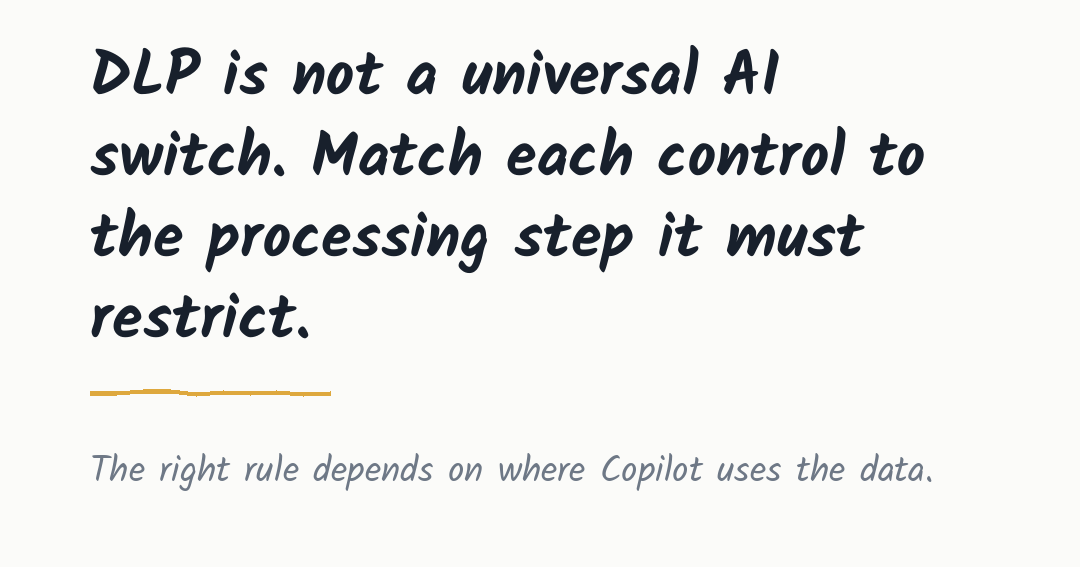 DLP is not a universal AI
switch. Match each control to
the processing step it must
restrict.
The right rule depends on where Copilot uses the data.